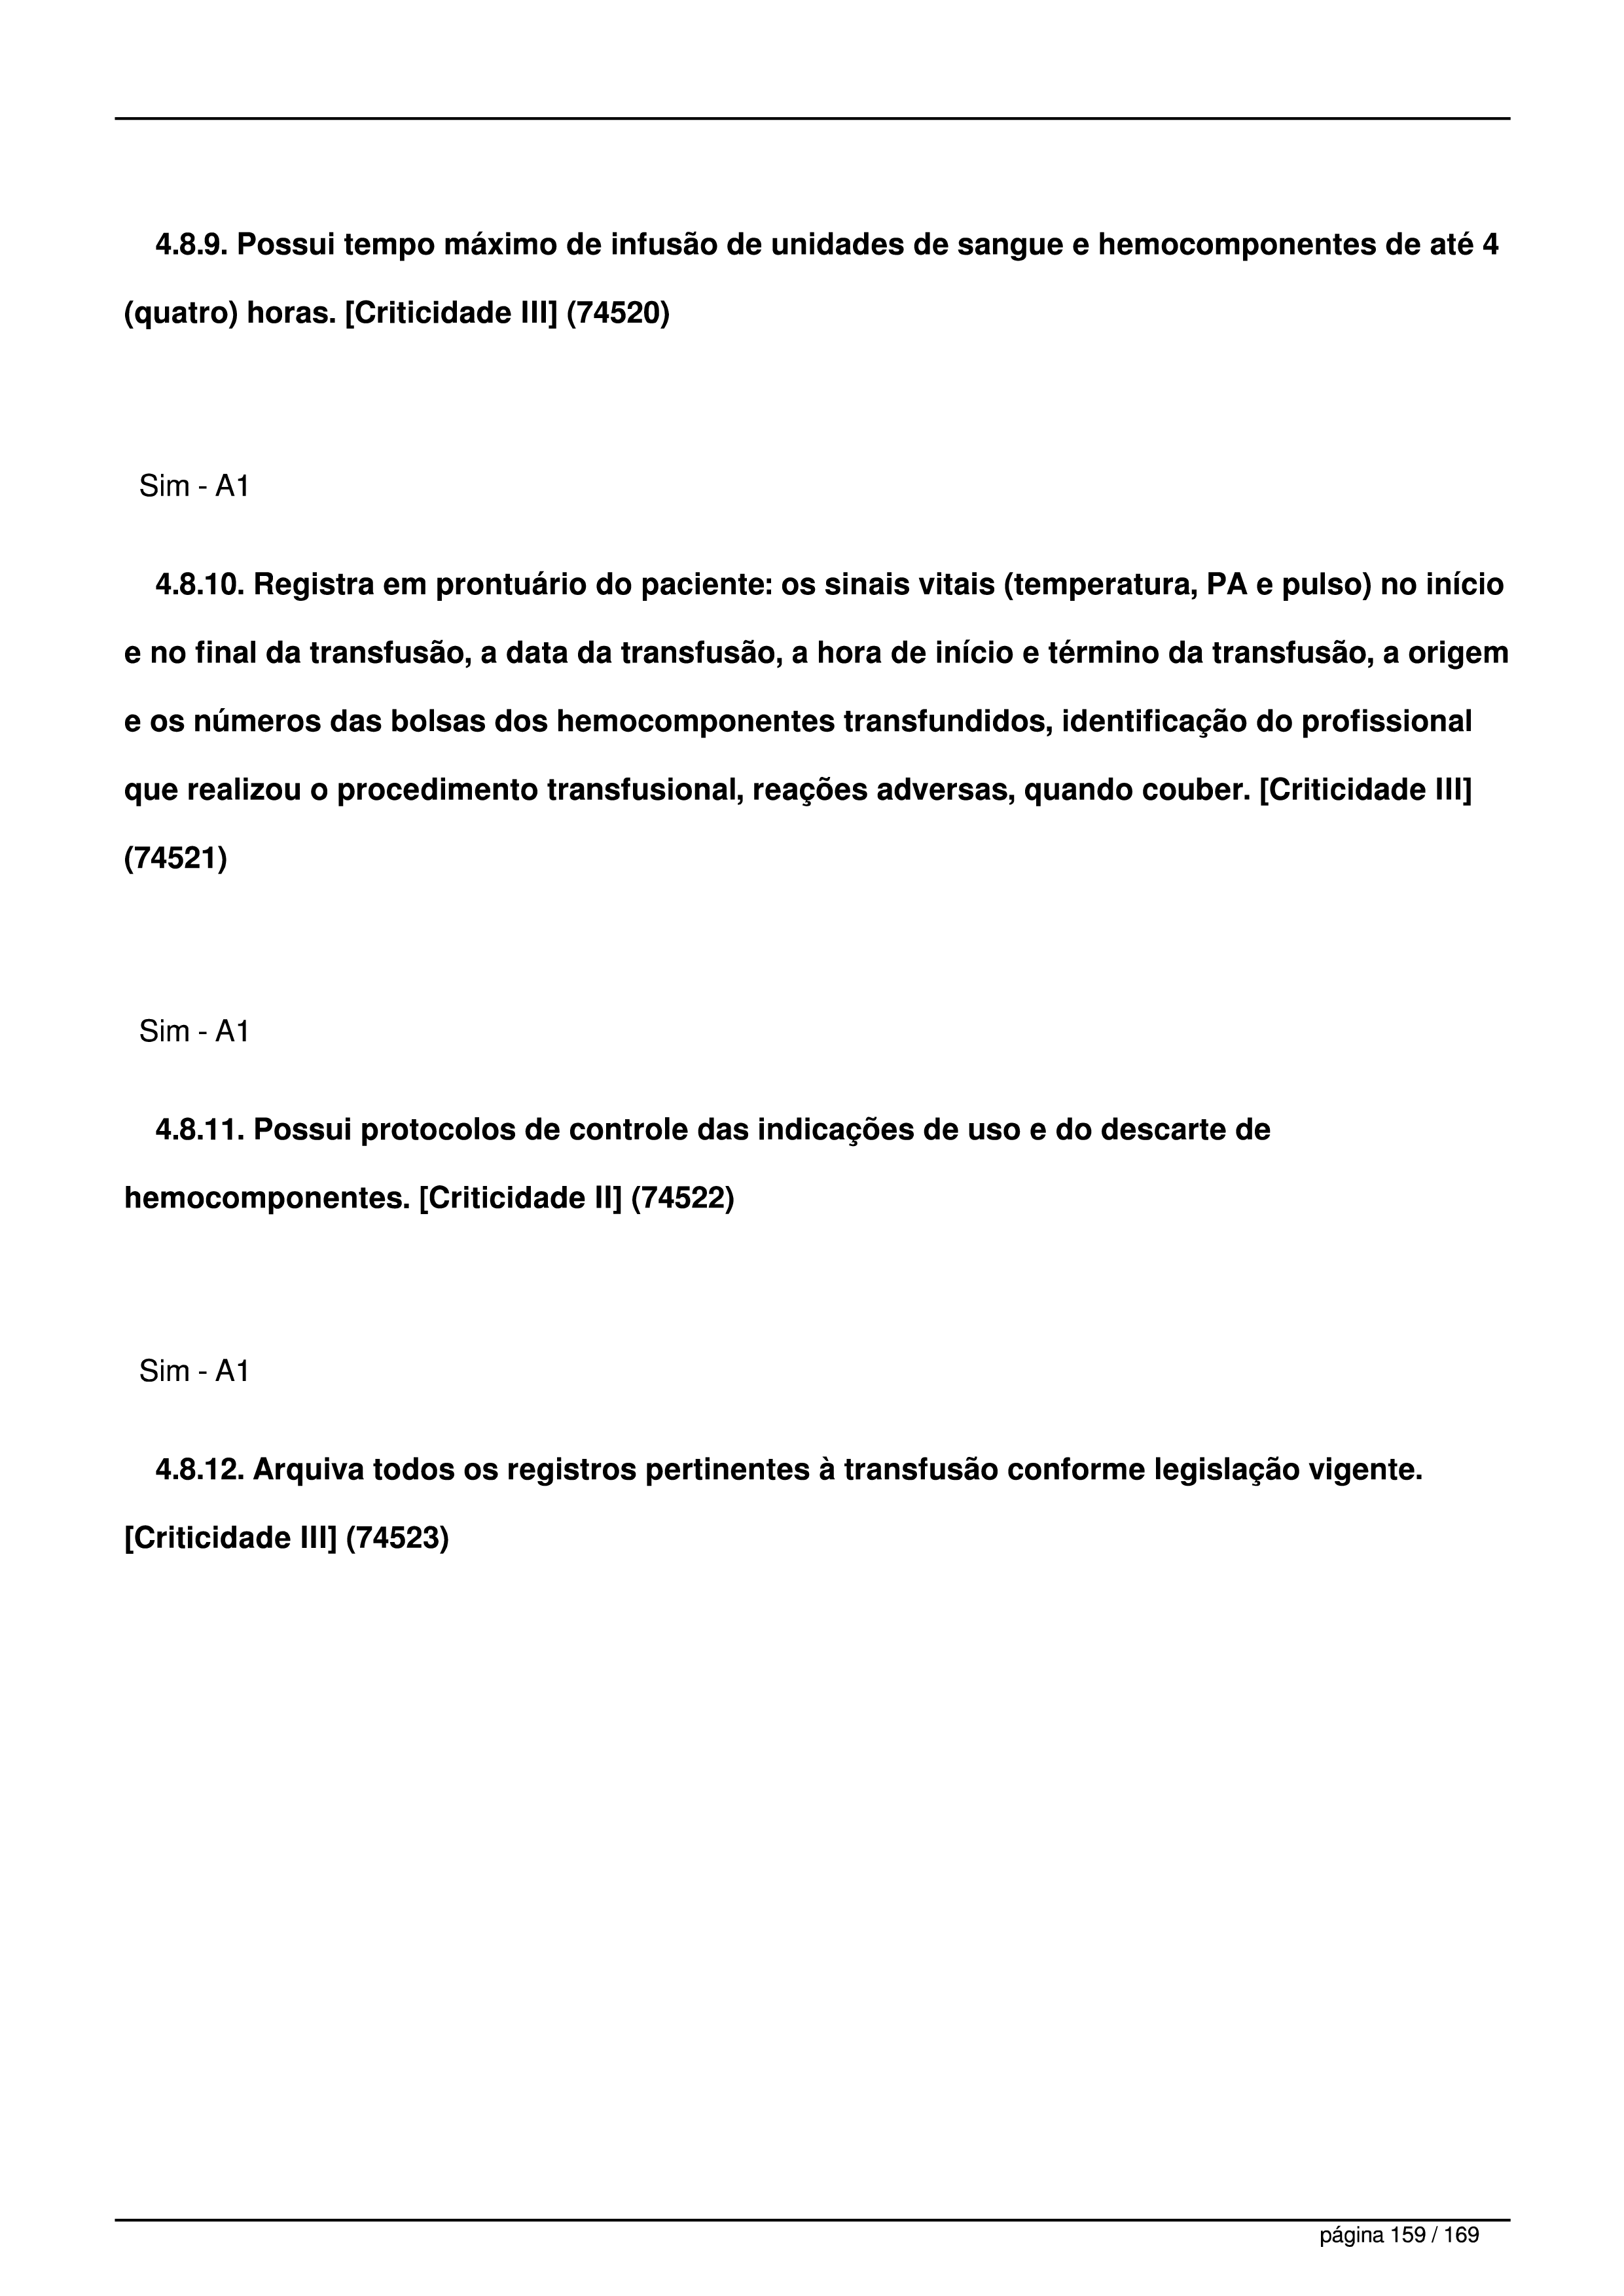 4.8.9. Possui tempo máximo de infusão de unidades de sangue e hemocomponentes de até 4
(quatro) horas. [Criticidade III] (74520)
Sim - A1
4.8.10. Registra em prontuário do paciente: os sinais vitais (temperatura, PA e pulso) no início
e no final da transfusão, a data da transfusão, a hora de início e término da transfusão, a origem
e os números das bolsas dos hemocomponentes transfundidos, identificação do profissional
que realizou o procedimento transfusional, reações adversas, quando couber. [Criticidade III]
(74521)
Sim - A1
4.8.11. Possui protocolos de controle das indicações de uso e do descarte de
hemocomponentes. [Criticidade II] (74522)
Sim - A1
4.8.12. Arquiva todos os registros pertinentes à transfusão conforme legislação vigente.
[Criticidade III] (74523)
página 159 / 169